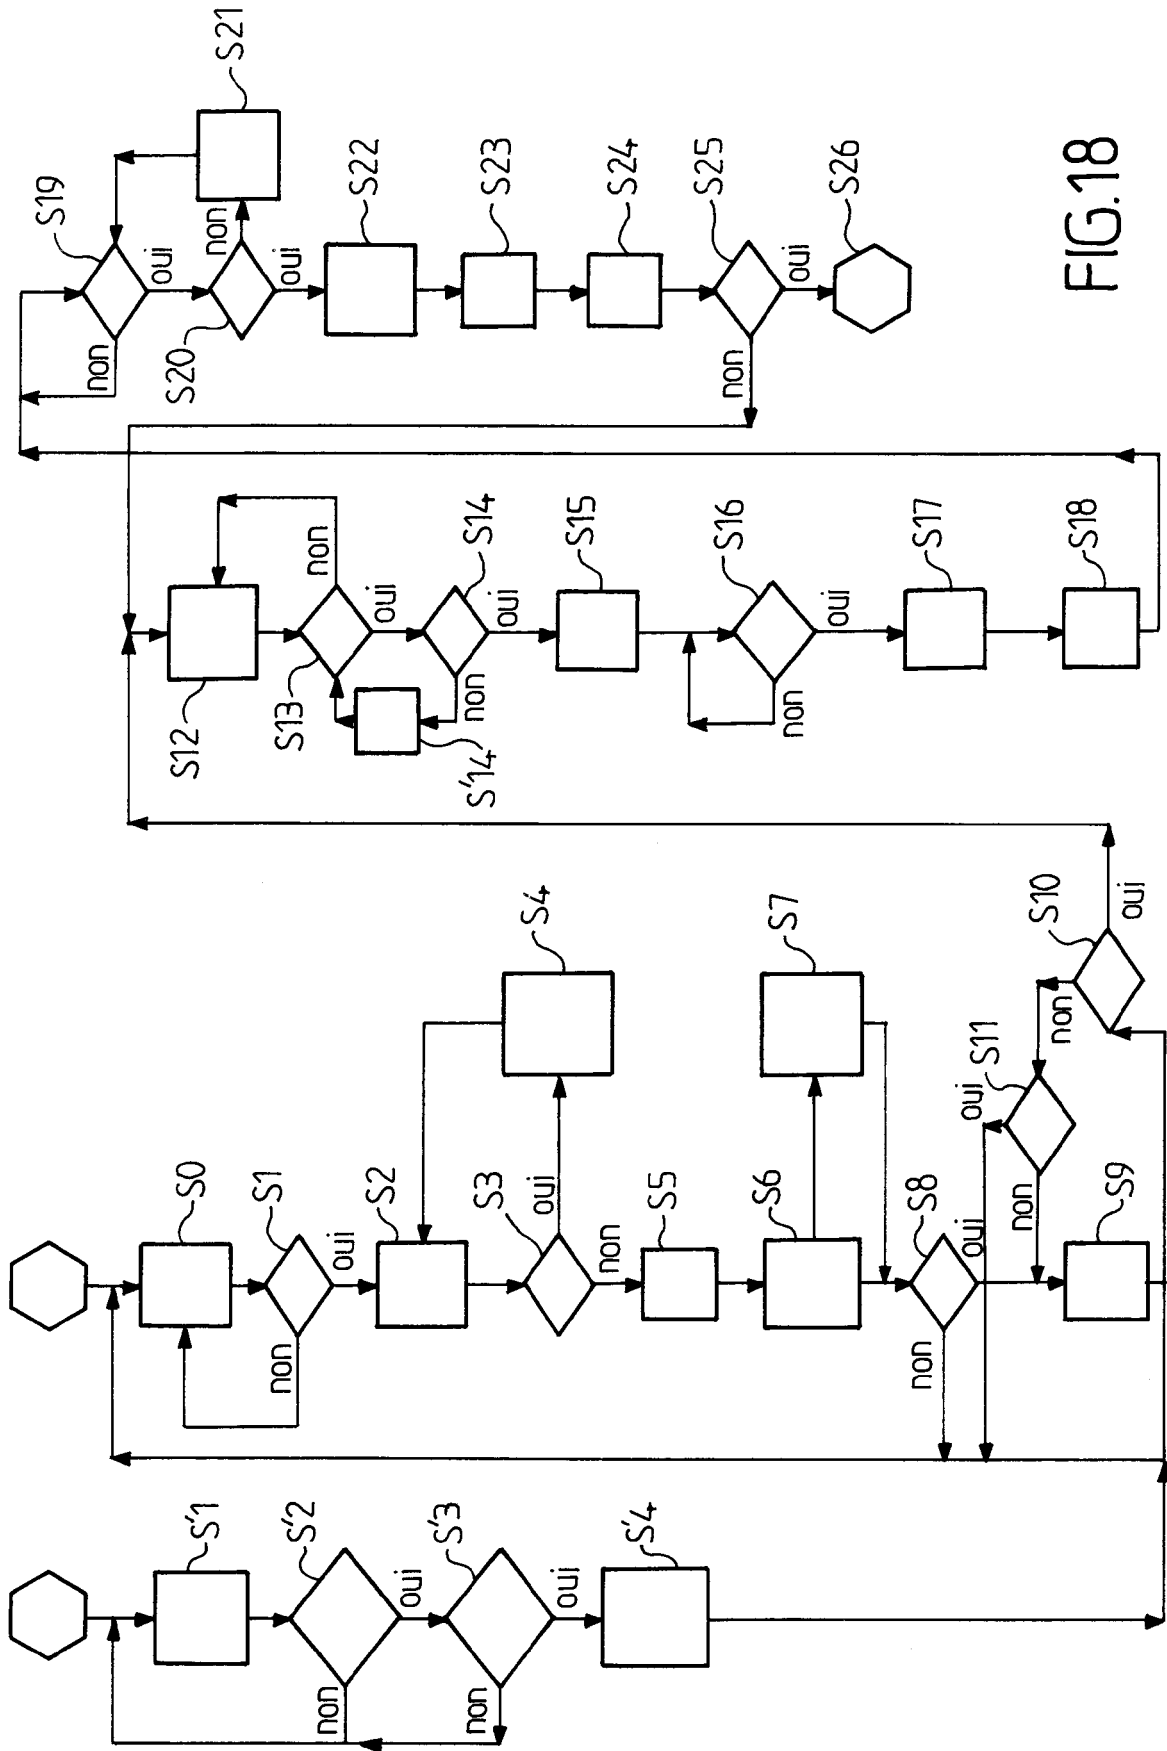 S'1
S'2
oui
non
S'3
oui
non
S'4
S0
S1
oui
non
S2
S3
oui
non
S4
S5
S6
S7
S8
oui
non
S9
S10
oui
non
S11
oui
non
S12
S13
non
oui
S14
oui
non
S'14
S15
S16
oui
non
S17
S18
S19
oui
non
S20
non
oui
S21
S22
S23
S24
S25
oui
non
S26
FIG.18